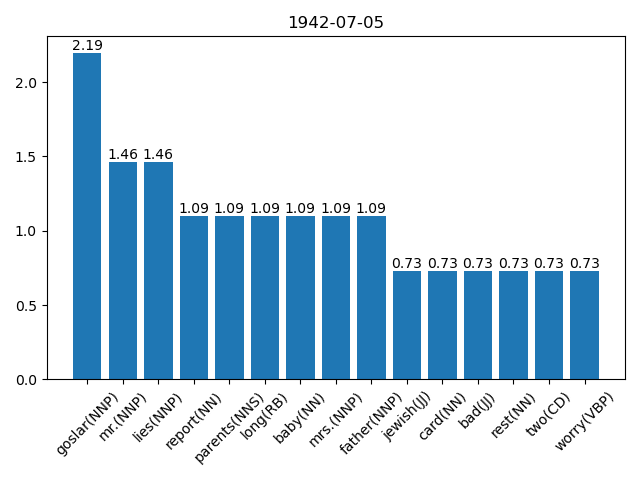 1942-07-05
2.19
1.46 1.46
1.09 1.09 1.09 1.09 1.09 1.09
0.73 0.73 0.73 0.73 0.73 0.73
2.0
1.5
1.0
0.5
0.0
goslar(NNP)
mr.(NNP)
lies(NNP)
report(NN)
parents(NNS)
long(RB)
baby(NN)
mrs.(NNP)
father(NNP)
jewish(JJ)
card(NN)
bad(JJ)
rest(NN)
two(CD)
worry(VBP)